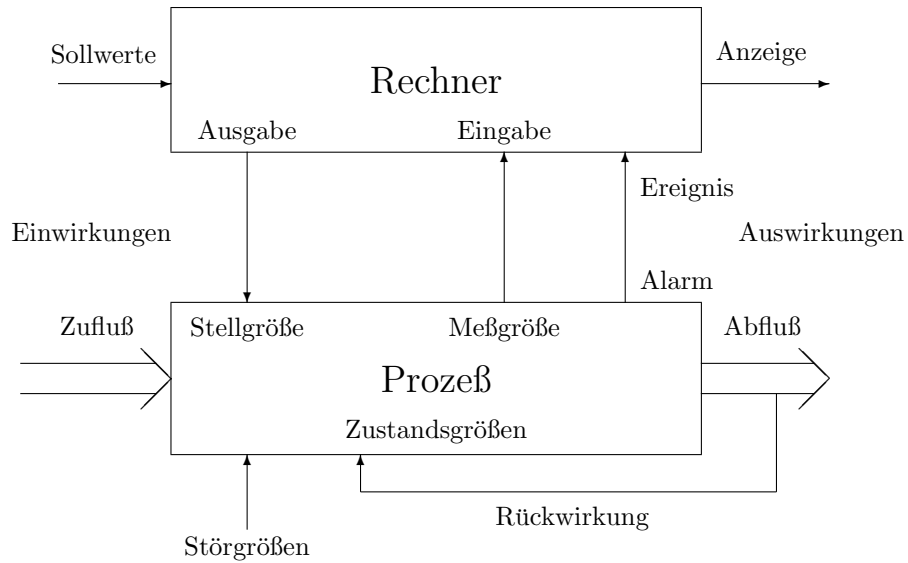 Sollwerte
Rechner
Anzeige
Ausgabe
Eingabe
Ereignis
Einwirkungen
Auswirkungen
Alarm
Zufluß
Stellgröße
Meßgröße
Abfluß
Prozeß
Zustandsgrößen
Rückwirkung
Störgrößen